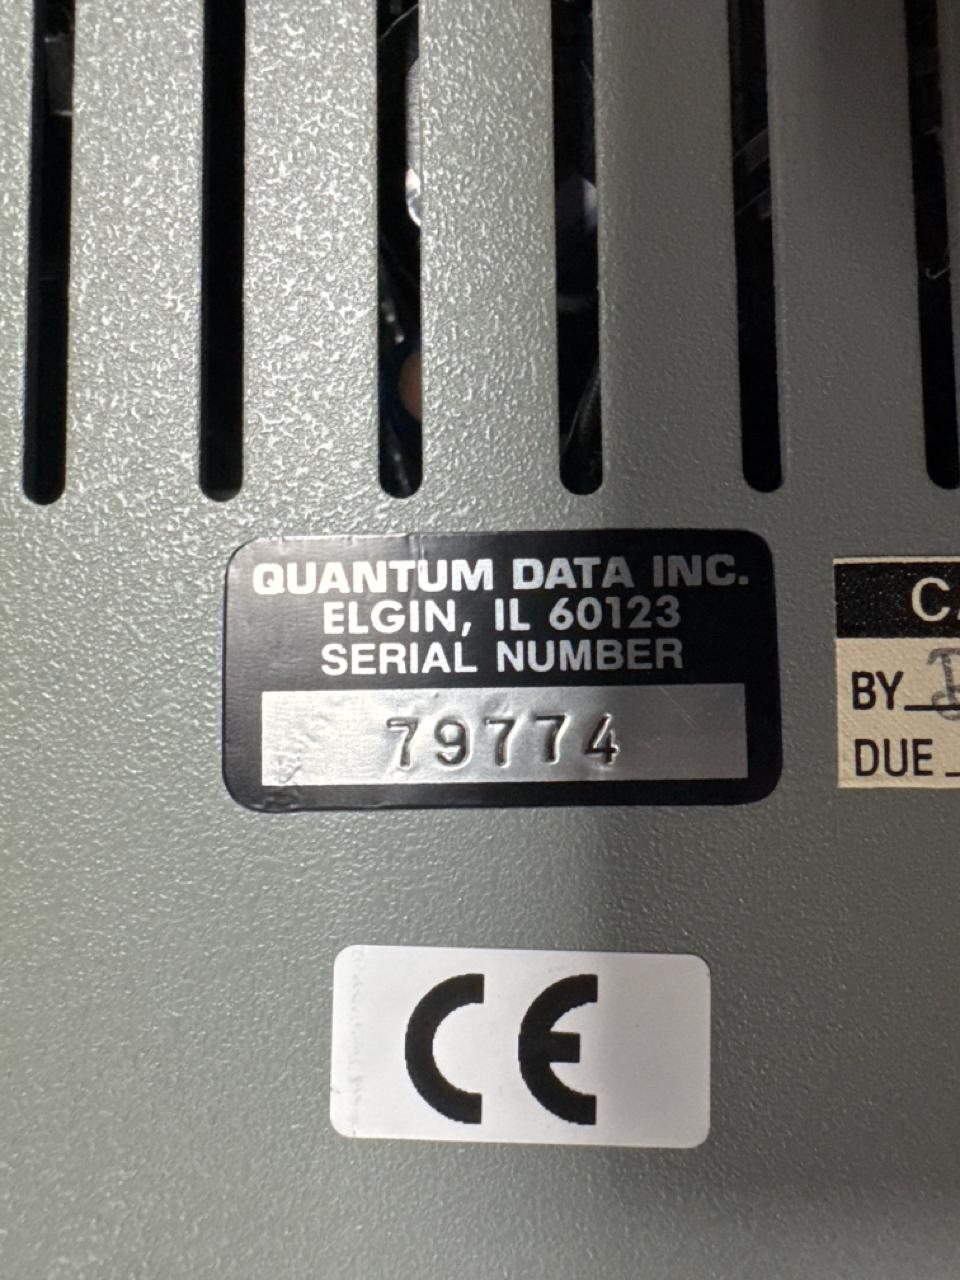 QUANTUM DATA INC.
ELGIN, IL 60123
SERIAL NUMBER
79774
BY
DUE
CE